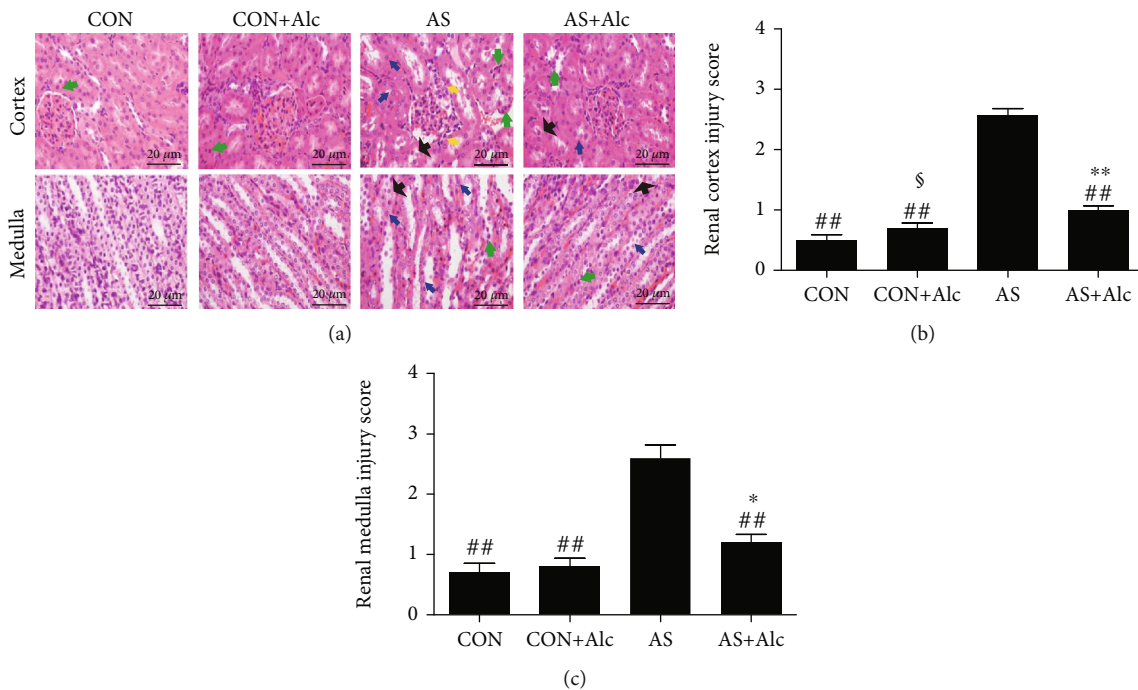 CON CON+Alc AS AS+Alc
Cortex
20 μm 20 μm 20 μm 20 μm
Medulla
20 μm 20 μm 20 μm 20 μm
(a)
Renal cortex injury score
4
3
2
1
0
##
§
##
**
##
CON CON+Alc AS AS+Alc
(b)
Renal medulla injury score
4
3
2
1
0
##
##
*
##
CON CON+Alc AS AS+Alc
(c)